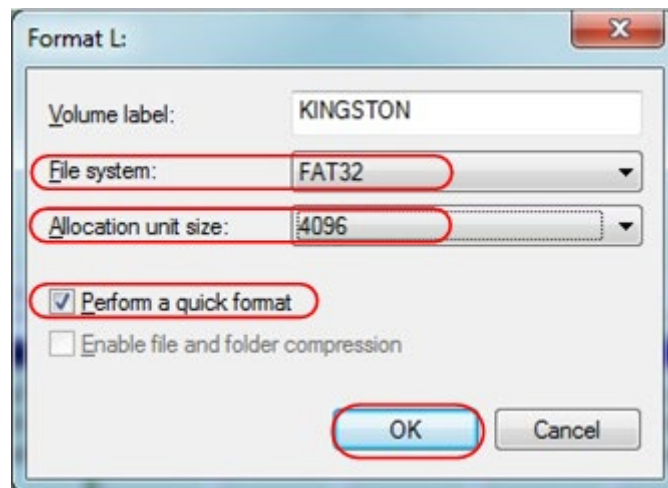 Format L:
Volume label: KINGSTON
File system: FAT32
Allocation unit size: 4096
Perform a quick format
Enable file and folder compression
OK Cancel